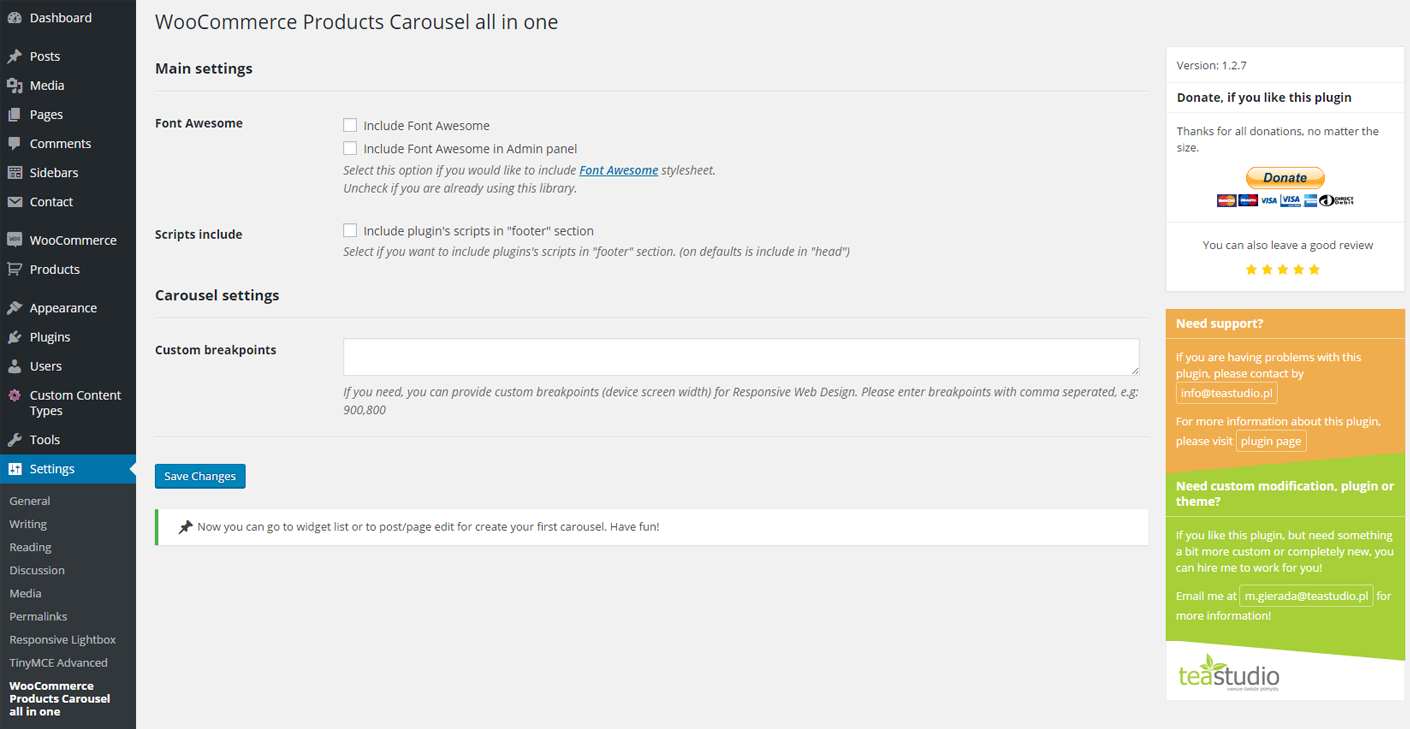 Dashboard
Posts
Media
Pages
Comments
Sidebars
Contact
WooCommerce
Products
Appearance
Plugins
Users
Custom Content
Types
Tools
Settings
General
Writing
Reading
Discussion
Media
Permalinks
Responsive Lightbox
TinyMCE Advanced
WooCommerce
Products Carousel
all in one
WooCommerce Products Carousel all in one
Main settings
Font Awesome
Include Font Awesome
Include Font Awesome in Admin panel
Select this option if you would like to include Font Awesome stylesheet.
Uncheck if you are already using this library.
Scripts include
Include plugin's scripts in "footer" section
Select if you want to include plugins's scripts in "footer" section. (on defaults is include in "head")
Carousel settings
Custom breakpoints
If you need, you can provide custom breakpoints (device screen width) for Responsive Web Design. Please enter breakpoints with comma seperated, e.g:
900,800
Save Changes
Now you can go to widget list or to post/page edit for create your first carousel. Have fun!
Version: 1.2.7
Donate, if you like this plugin
Thanks for all donations, no matter the
size.
Donate
VISA VISA DIRECT Debit
You can also leave a good review
Need support?
If you are having problems with this
plugin, please contact by
info@teastudio.pl
For more information about this plugin,
please visit plugin page
Need custom modification, plugin or
theme?
If you like this plugin, but need something
a bit more custom or completely new, you
can hire me to work for you!
Email me at m.gierada@teastudio.pl for
more information!
teastudio